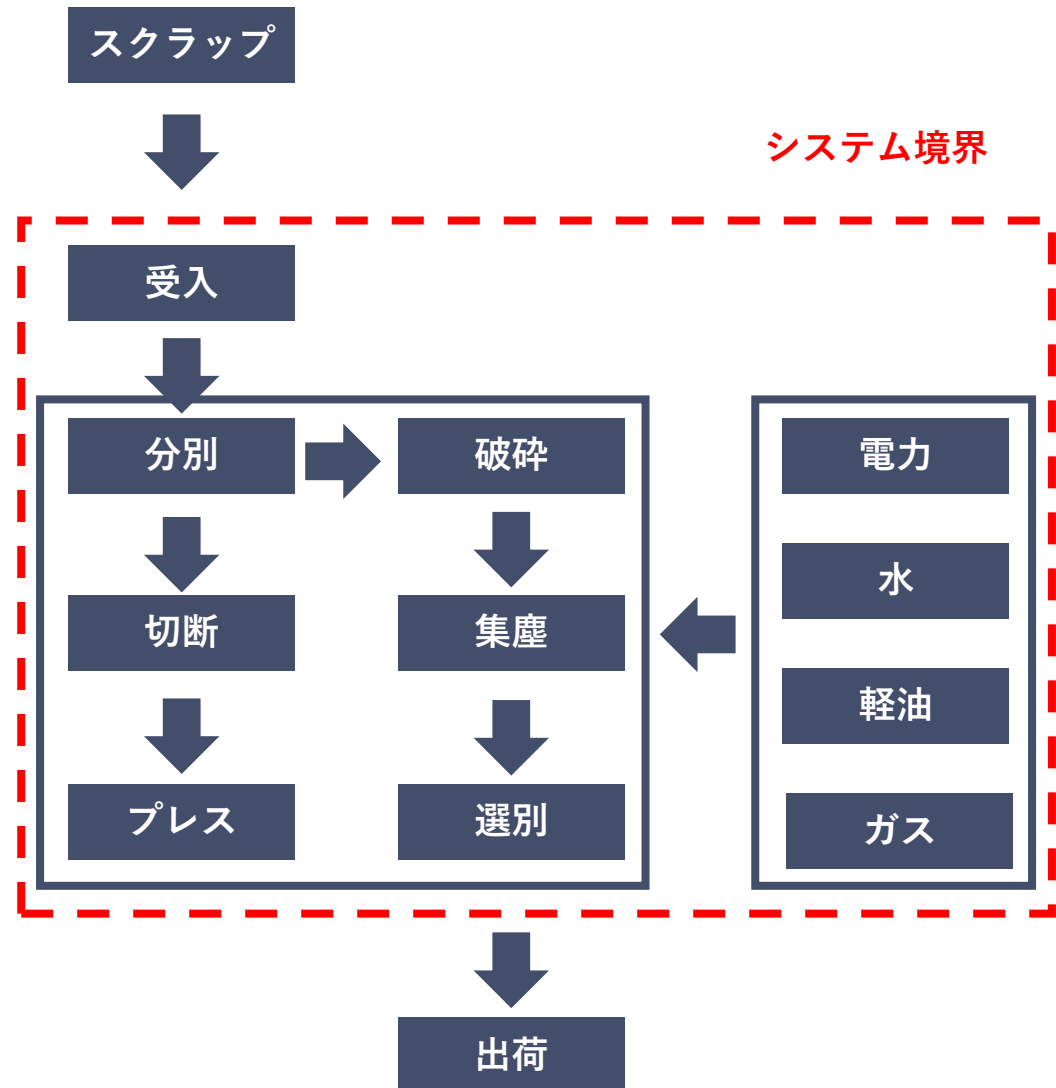 スクラップ
システム境界
受入
分別
破砕
電力
水
切断
集塵
軽油
プレス
選別
ガス
出荷